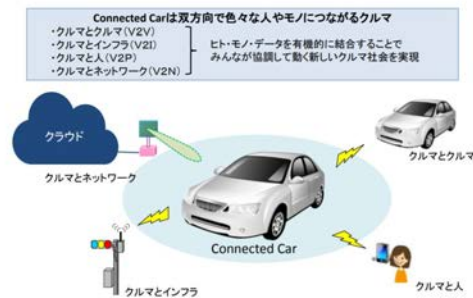 Connected Carは双方向で色々な人やモノにつながるクルマ
・クルマとクルマ(V2V)
・クルマとインフラ(V2I)
・クルマと人(V2P)
・クルマとネットワーク(V2N)
ヒト・モノ・データを有機的に結合することで
みんなが協調して動く新しいクルマ社会を実現
クラウド
クルマとネットワーク
クルマとクルマ
Connected Car
クルマとインフラ
クルマと人